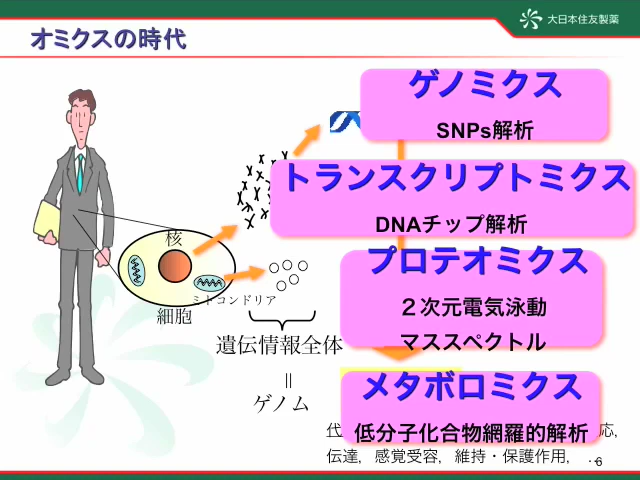 大日本住友製薬
オミクスの時代
ゲノミクス
SNPs解析
トランスクリプトミクス
DNAチップ解析
核
ミトコンドリア
細胞
プロテオミクス
２次元電気泳動
マススペクトル
遺伝情報全体
＝
ゲノム
メタボロミクス
低分子化合物網羅的解析
代
応,
伝達, 感覚受容, 維持・保護作用, …
6